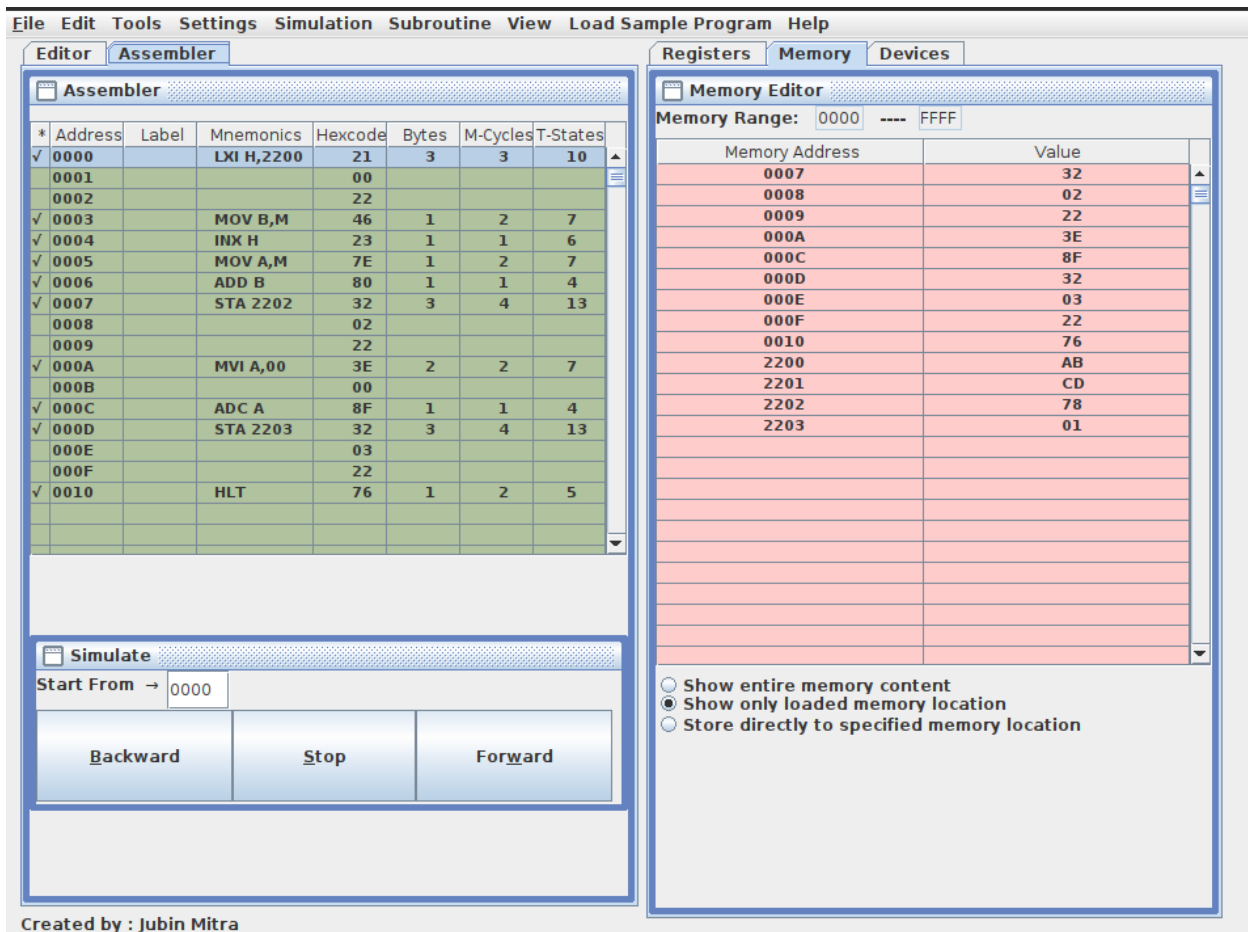 File Edit Tools Settings Simulation Subroutine View Load Sample Program Help
Editor Assembler
Assembler
* Address Label Mnemonics Hexcode Bytes M-Cycles T-States
√ 0000 LXI H,2200 21 3 3 10
0001 00
0002 22
√ 0003 MOV B,M 46 1 2 7
√ 0004 INX H 23 1 1 6
√ 0005 MOV A,M 7E 1 2 7
√ 0006 ADD B 80 1 1 4
√ 0007 STA 2202 32 3 4 13
0008 02
0009 22
√ 000A MVI A,00 3E 2 2 7
000B 00
√ 000C ADC A 8F 1 1 4
√ 000D STA 2203 32 3 4 13
000E 03
000F 22
√ 0010 HLT 76 1 2 5
Simulate
Start From → 0000
Backward Stop Forward
Created by : Jubin Mitra
Registers Memory Devices
Memory Editor
Memory Range: 0000 ---- FFFF
Memory Address Value
0007 32
0008 02
0009 22
000A 3E
000C 8F
000D 32
000E 03
000F 22
0010 76
2200 AB
2201 CD
2202 78
2203 01
Show entire memory content
Show only loaded memory location
Store directly to specified memory location